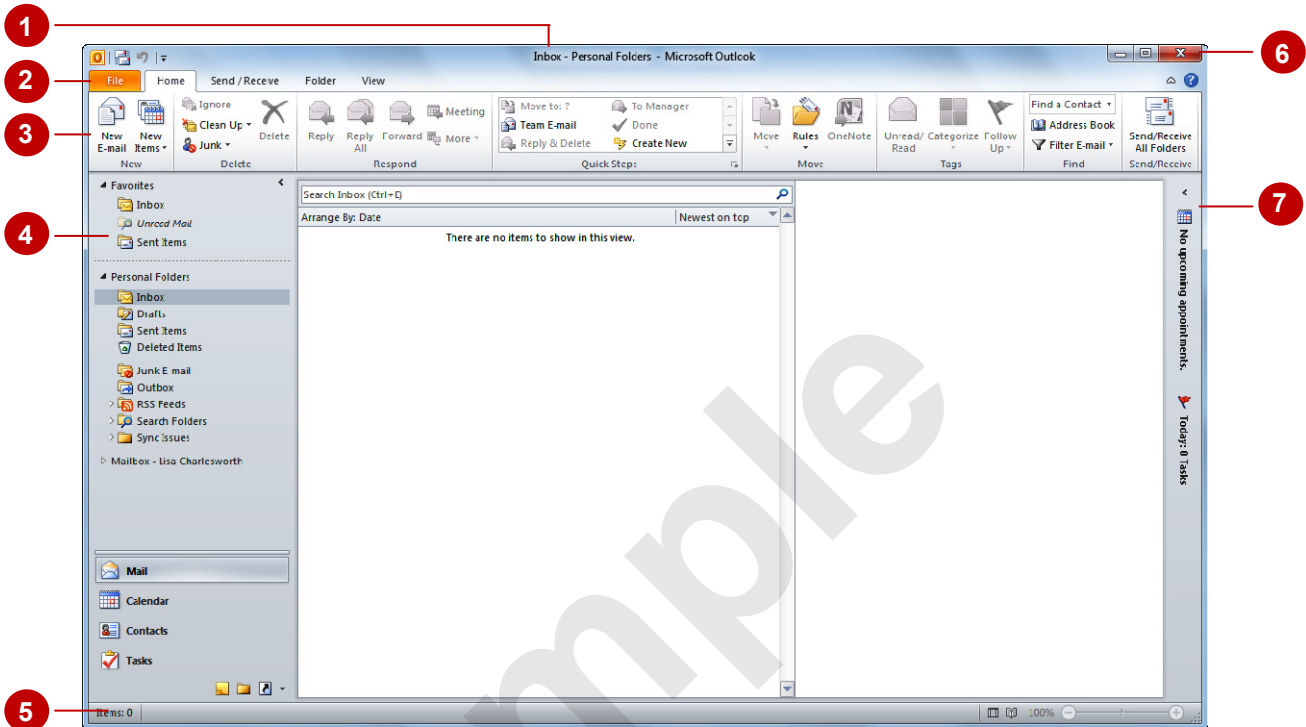 1
Inbox - Personal Folders - Microsoft Outlook
6
2
File Home Send / Receive Folder View
3
New E-mail
New Items
New
Ignore
Clean Up
Junk
Delete
Delete
Reply
Reply All
Forward
Meeting
More
Respond
Move to: ?
Team E-mail
Reply & Delete
To Manager
Done
Create New
Quick Steps
Move
Rules
OneNote
Move
Unread/ Read
Categorize
Follow Up
Tags
Find a Contact
Address Book
Filter E-mail
Find
Send/Receive All Folders
Send/Receive
4
Favorites
Inbox
Unread Mail
Sent Items
Personal Folders
Inbox
Drafts
Sent Items
Deleted Items
Junk E-mail
Outbox
RSS Feeds
Search Folders
Sync Issues
Mailbox - Lisa Charlesworth
Mail
Calendar
Contacts
Tasks
Search Inbox (Ctrl+E)
Arrange By: Date Newest on top
There are no items to show in this view.
7
No upcoming appointments.
Today: 0 Tasks
5
Items: 0
100%
mple